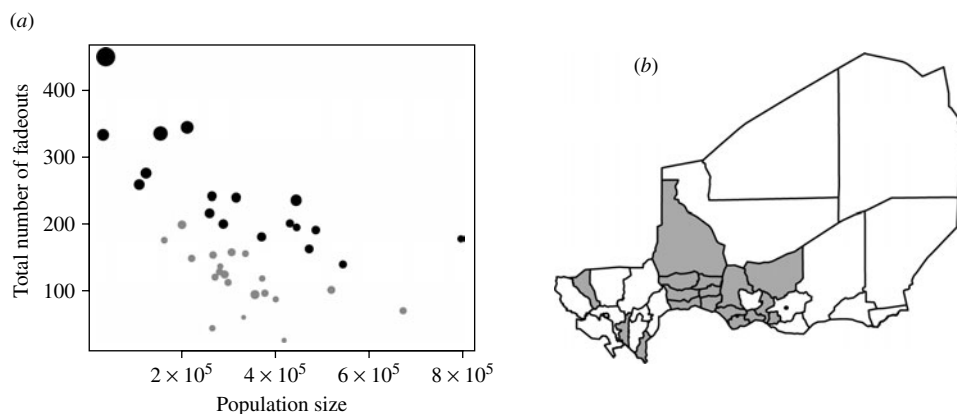 (a)
(b)
Total number of fadeouts
400
300
200
100
2 × 10⁵
4 × 10⁵
6 × 10⁵
8 × 10⁵
Population size